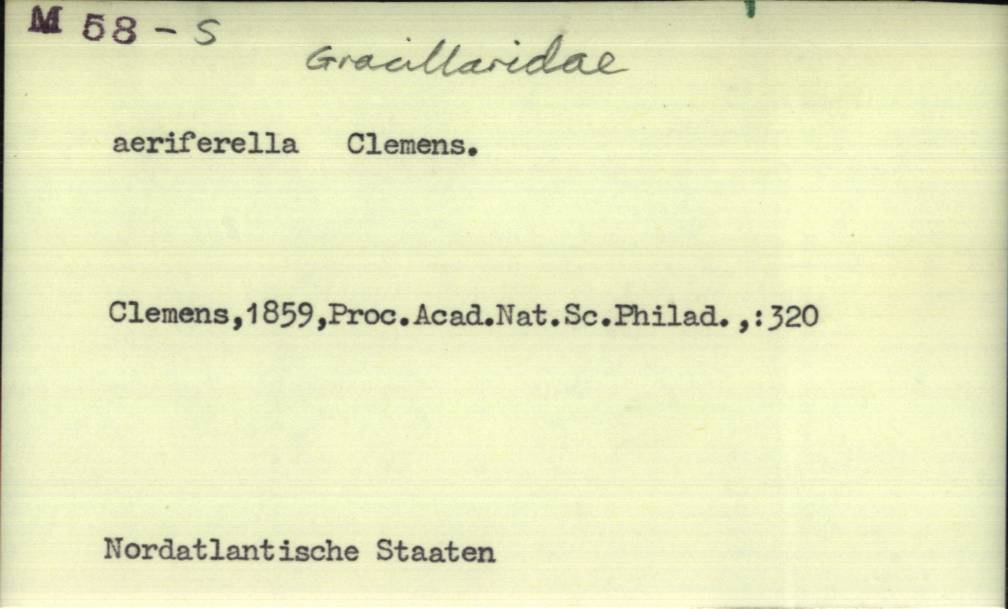 M 58 - S
Gracillaridae
aeriferella Clemens.
Clemens,1859,Proc.Acad.Nat.Sc.Philad.,:320
Nordatlantische Staaten